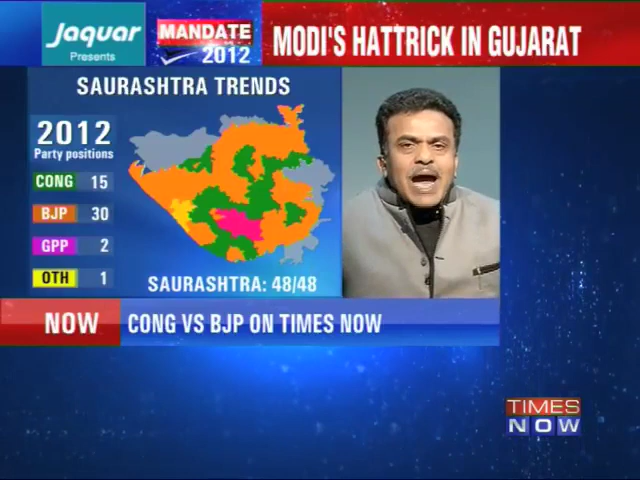 Jaquar
Presents
MANDATE
2012
MODI'S HATTRICK IN GUJARAT
SAURASHTRA TRENDS
2012
Party positions
CONG 15
BJP 30
GPP 2
OTH 1
SAURASHTRA: 48/48
NOW
CONG VS BJP ON TIMES NOW
TIMES
NOW